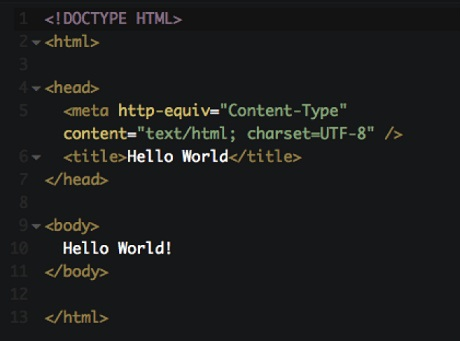 1 <!DOCTYPE HTML>
2 <html>
3
4 <head>
5 <meta http-equiv="Content-Type"
content="text/html; charset=UTF-8" />
6 <title>Hello World</title>
7 </head>
8
9 <body>
10 Hello World!
11 </body>
12
13 </html>